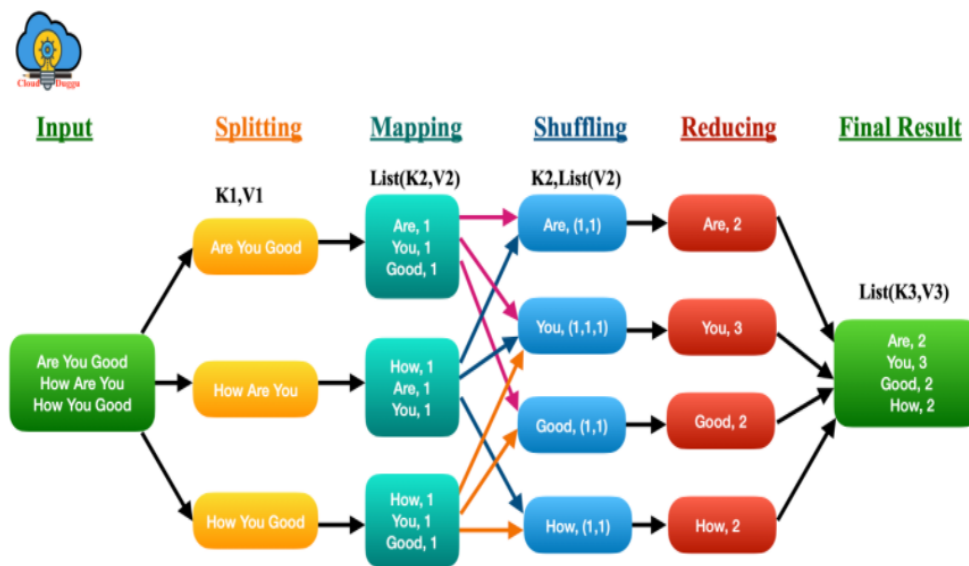 Cloud Duggu
Input
Splitting
Mapping
Shuffling
Reducing
Final Result
K1,V1
List(K2,V2)
K2,List(V2)
List(K3,V3)
Are You Good
How Are You
How You Good
Are You Good
How Are You
How You Good
Are, 1
You, 1
Good, 1
How, 1
Are, 1
You, 1
How, 1
You, 1
Good, 1
Are, (1,1)
You, (1,1,1)
Good, (1,1)
How, (1,1)
Are, 2
You, 3
Good, 2
How, 2
Are, 2
You, 3
Good, 2
How, 2